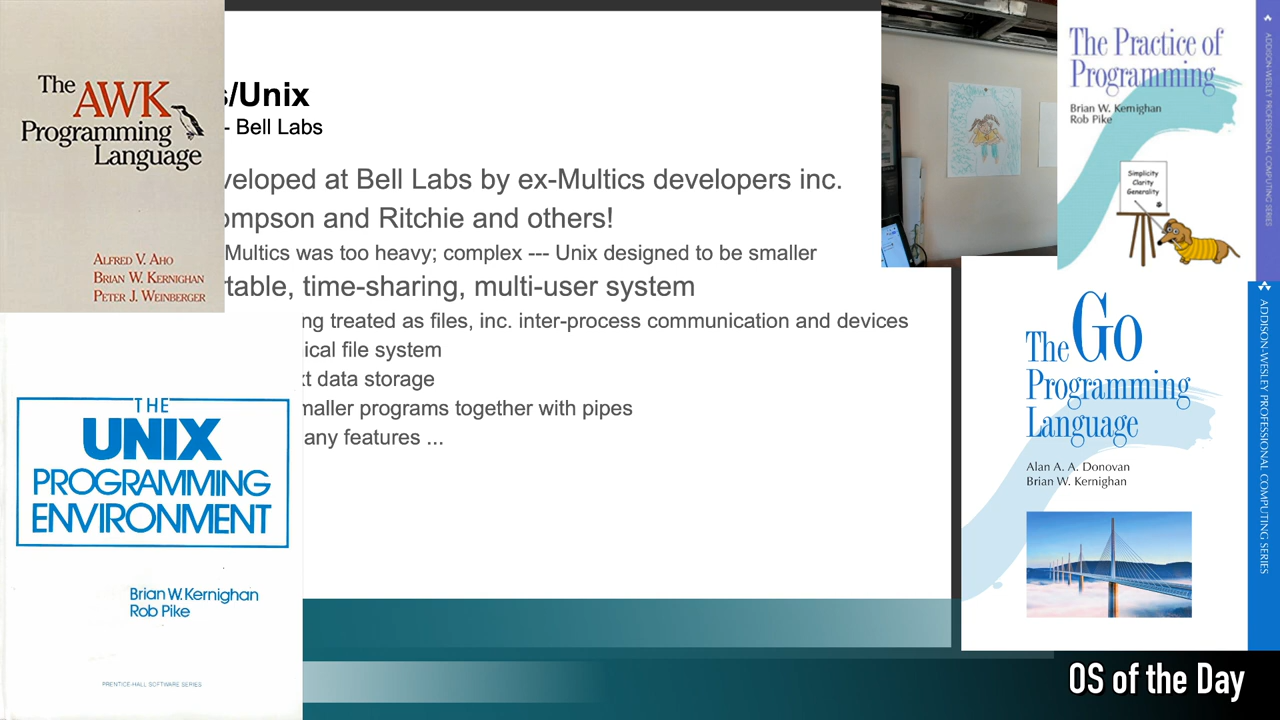 The
AWK
Programming
Language
ALFRED V. AHO
BRIAN W. KERNIGHAN
PETER J. WEINBERGER
THE
UNIX
PROGRAMMING
ENVIRONMENT
Brian W. Kernighan
Rob Pike
PRENTICE-HALL SOFTWARE SERIES
/Unix
- Bell Labs
veloped at Bell Labs by ex-Multics developers inc.
ompson and Ritchie and others!
Multics was too heavy; complex --- Unix designed to be smaller
table, time-sharing, multi-user system
ng treated as files, inc. inter-process communication and devices
ical file system
xt data storage
maller programs together with pipes
any features ...
The Practice of
Programming
Brian W. Kernighan
Rob Pike
Simplicity
Clarity
Generality
ADDISON-WESLEY PROFESSIONAL COMPUTING SERIES
The Go
Programming
Language
Alan A. A. Donovan
Brian W. Kernighan
ADDISON-WESLEY PROFESSIONAL COMPUTING SERIES
OS of the Day